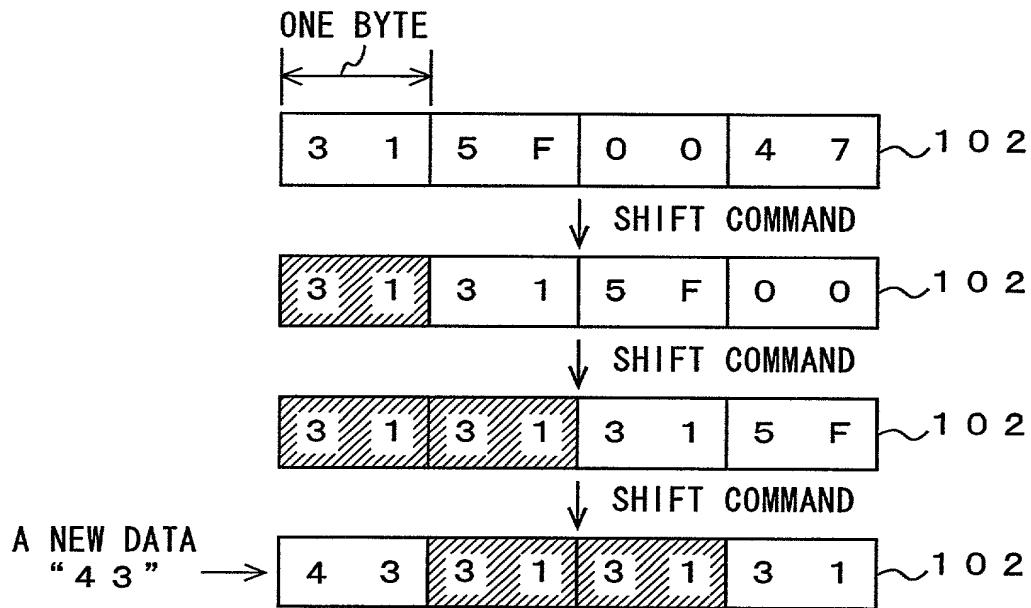 ONE BYTE
3 1 5 F 0 0 4 7 102
SHIFT COMMAND
3 1 3 1 5 F 0 0 102
SHIFT COMMAND
3 1 3 1 3 1 5 F 102
SHIFT COMMAND
A NEW DATA
“43”
4 3 3 1 3 1 3 1 102